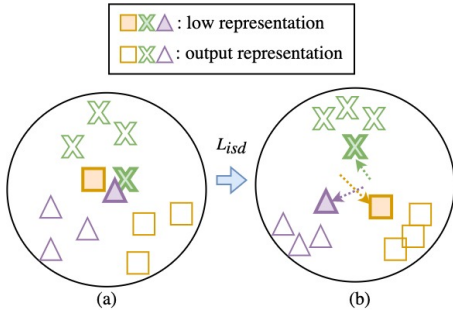 : low representation
: output representation
L_isd
(a)
(b)